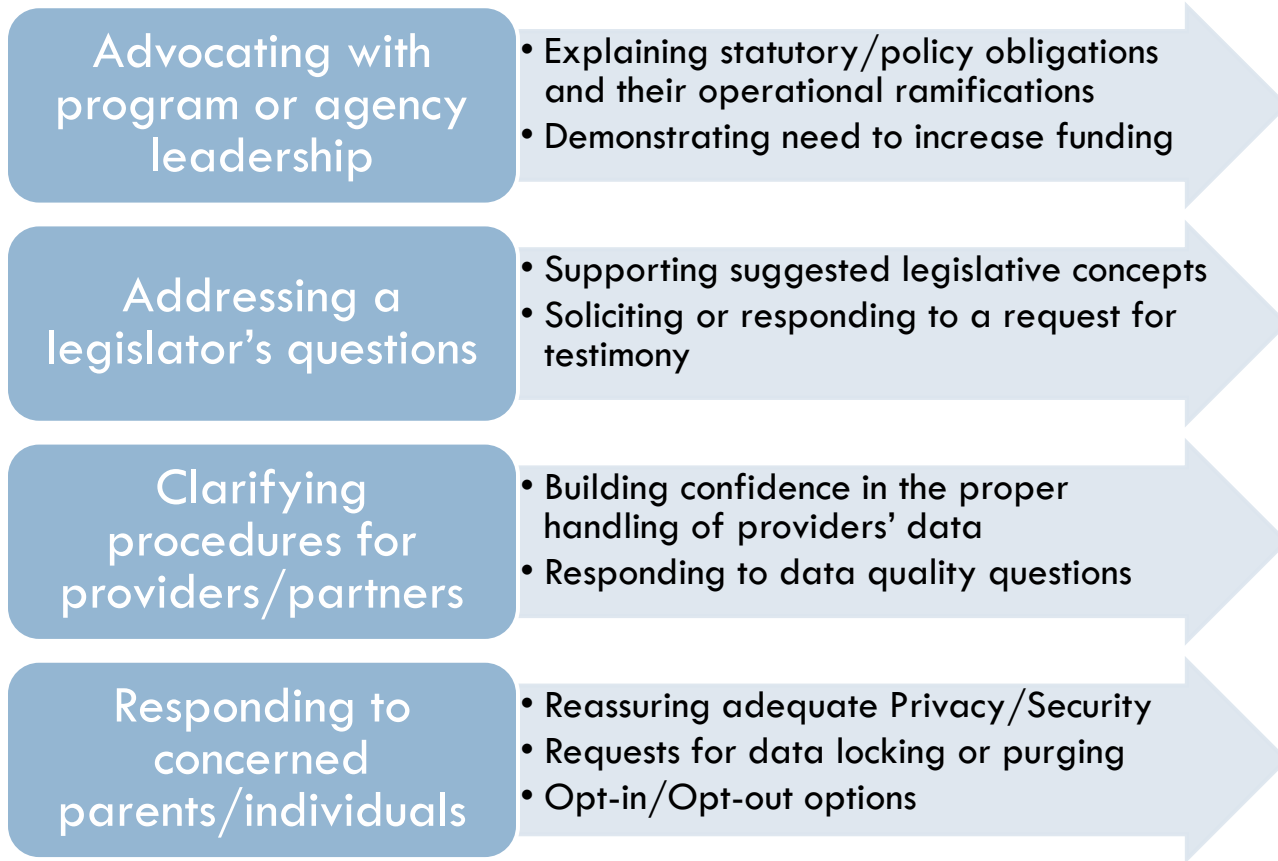 Advocating with
program or agency
leadership
• Explaining statutory/policy obligations
and their operational ramifications
• Demonstrating need to increase funding
Addressing a
legislator’s questions
• Supporting suggested legislative concepts
• Soliciting or responding to a request for
testimony
Clarifying
procedures for
providers/partners
• Building confidence in the proper
handling of providers’ data
• Responding to data quality questions
Responding to
concerned
parents/individuals
• Reassuring adequate Privacy/Security
• Requests for data locking or purging
• Opt-in/Opt-out options